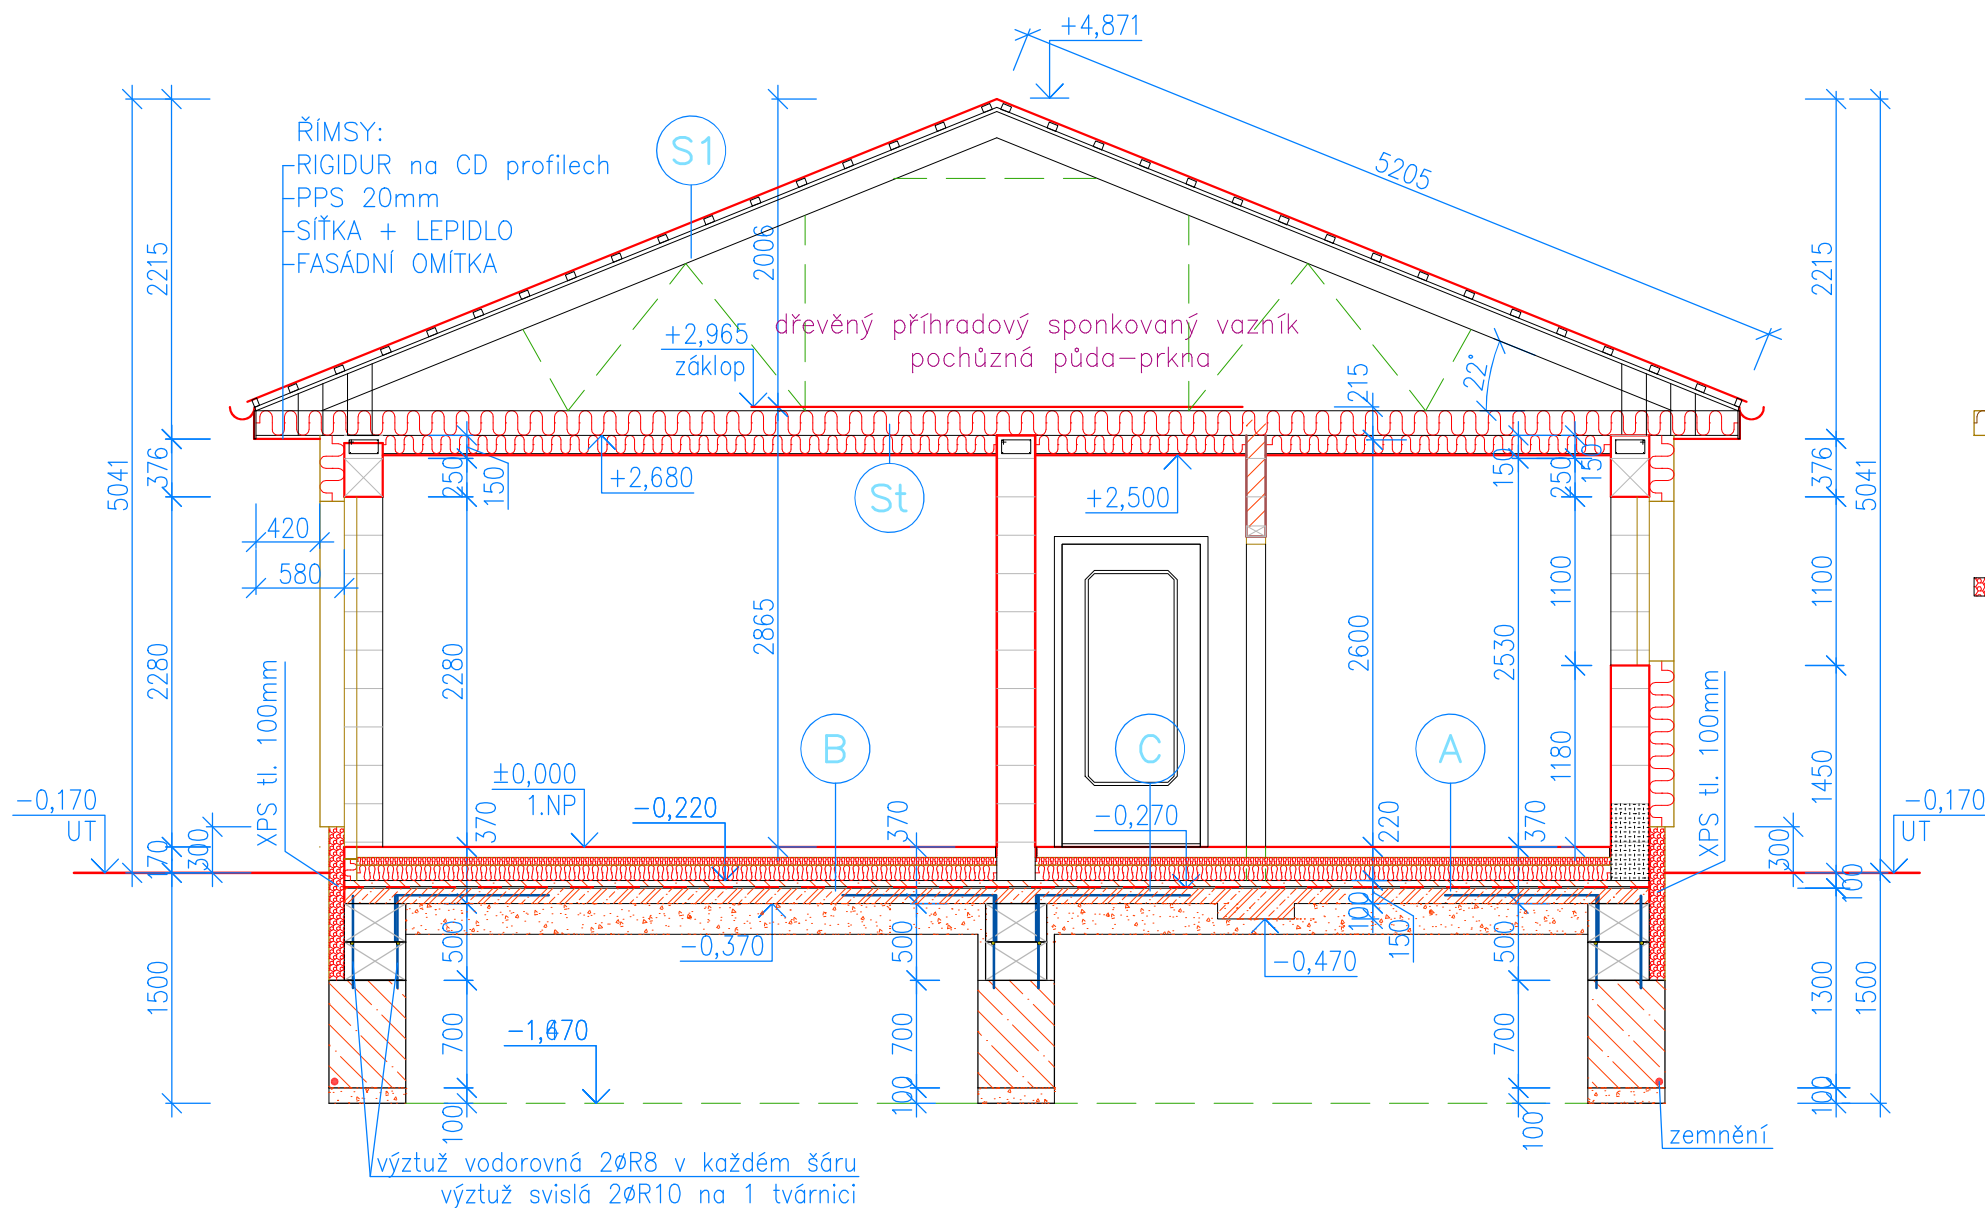 +4,871
ŘÍMSY:
RIGIDUR na CD profilech
PPS 20mm
SÍŤKA + LEPIDLO
FASÁDNÍ OMÍTKA
S1
5205
2215
2006
2215
dřevěný příhradový sponkovaný vazník
pochůzná půda-prkna
+2,965
záklop
22°
215
5041
376
250
150
+2,680
St
+2,500
150
250
150
376
5041
420
580
2280
2280
2865
2600
2530
1100
1100
1180
1450
XPS tl. 100mm
XPS tl. 100mm
B
C
A
±0,000
1.NP
-0,170
UT
-0,220
-0,270
-0,170
UT
170
300
370
370
220
370
300
100
500
-0,370
500
100
150
-0,470
500
1500
700
700
700
1300
1500
100
100
100
100
zemnění
výztuž vodorovná 2øR8 v každém šáru
výztuž svislá 2øR10 na 1 tvárnici